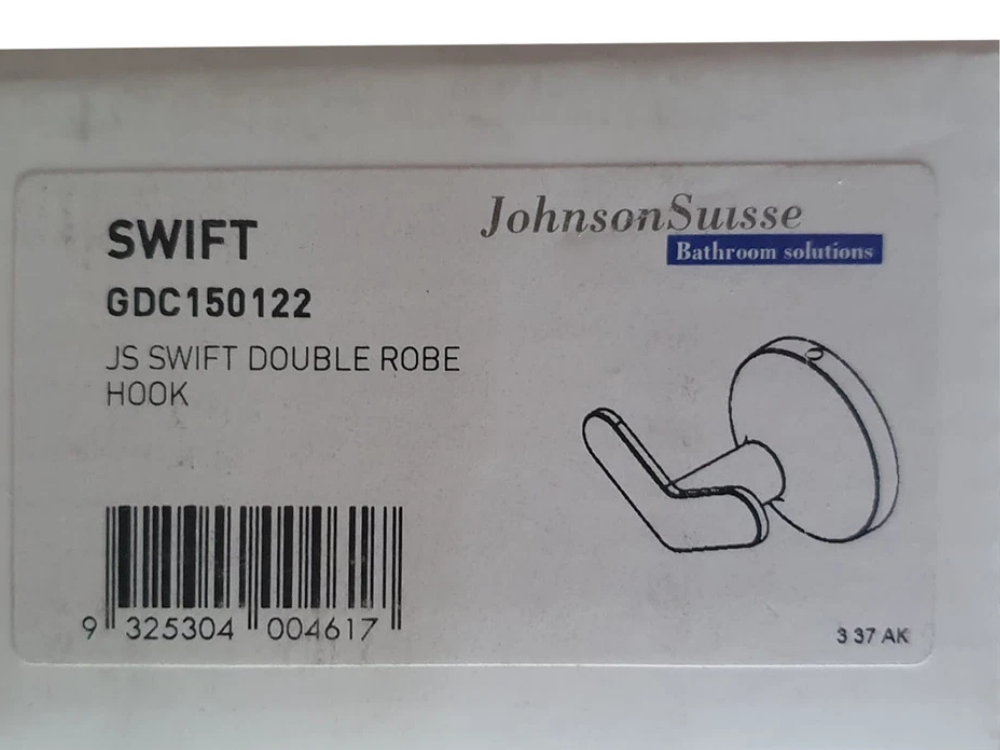 SWIFT
GDC150122
JS SWIFT DOUBLE ROBE
HOOK
JohnsonSuisse
Bathroom solutions
9 325304 004617
3 37 AK